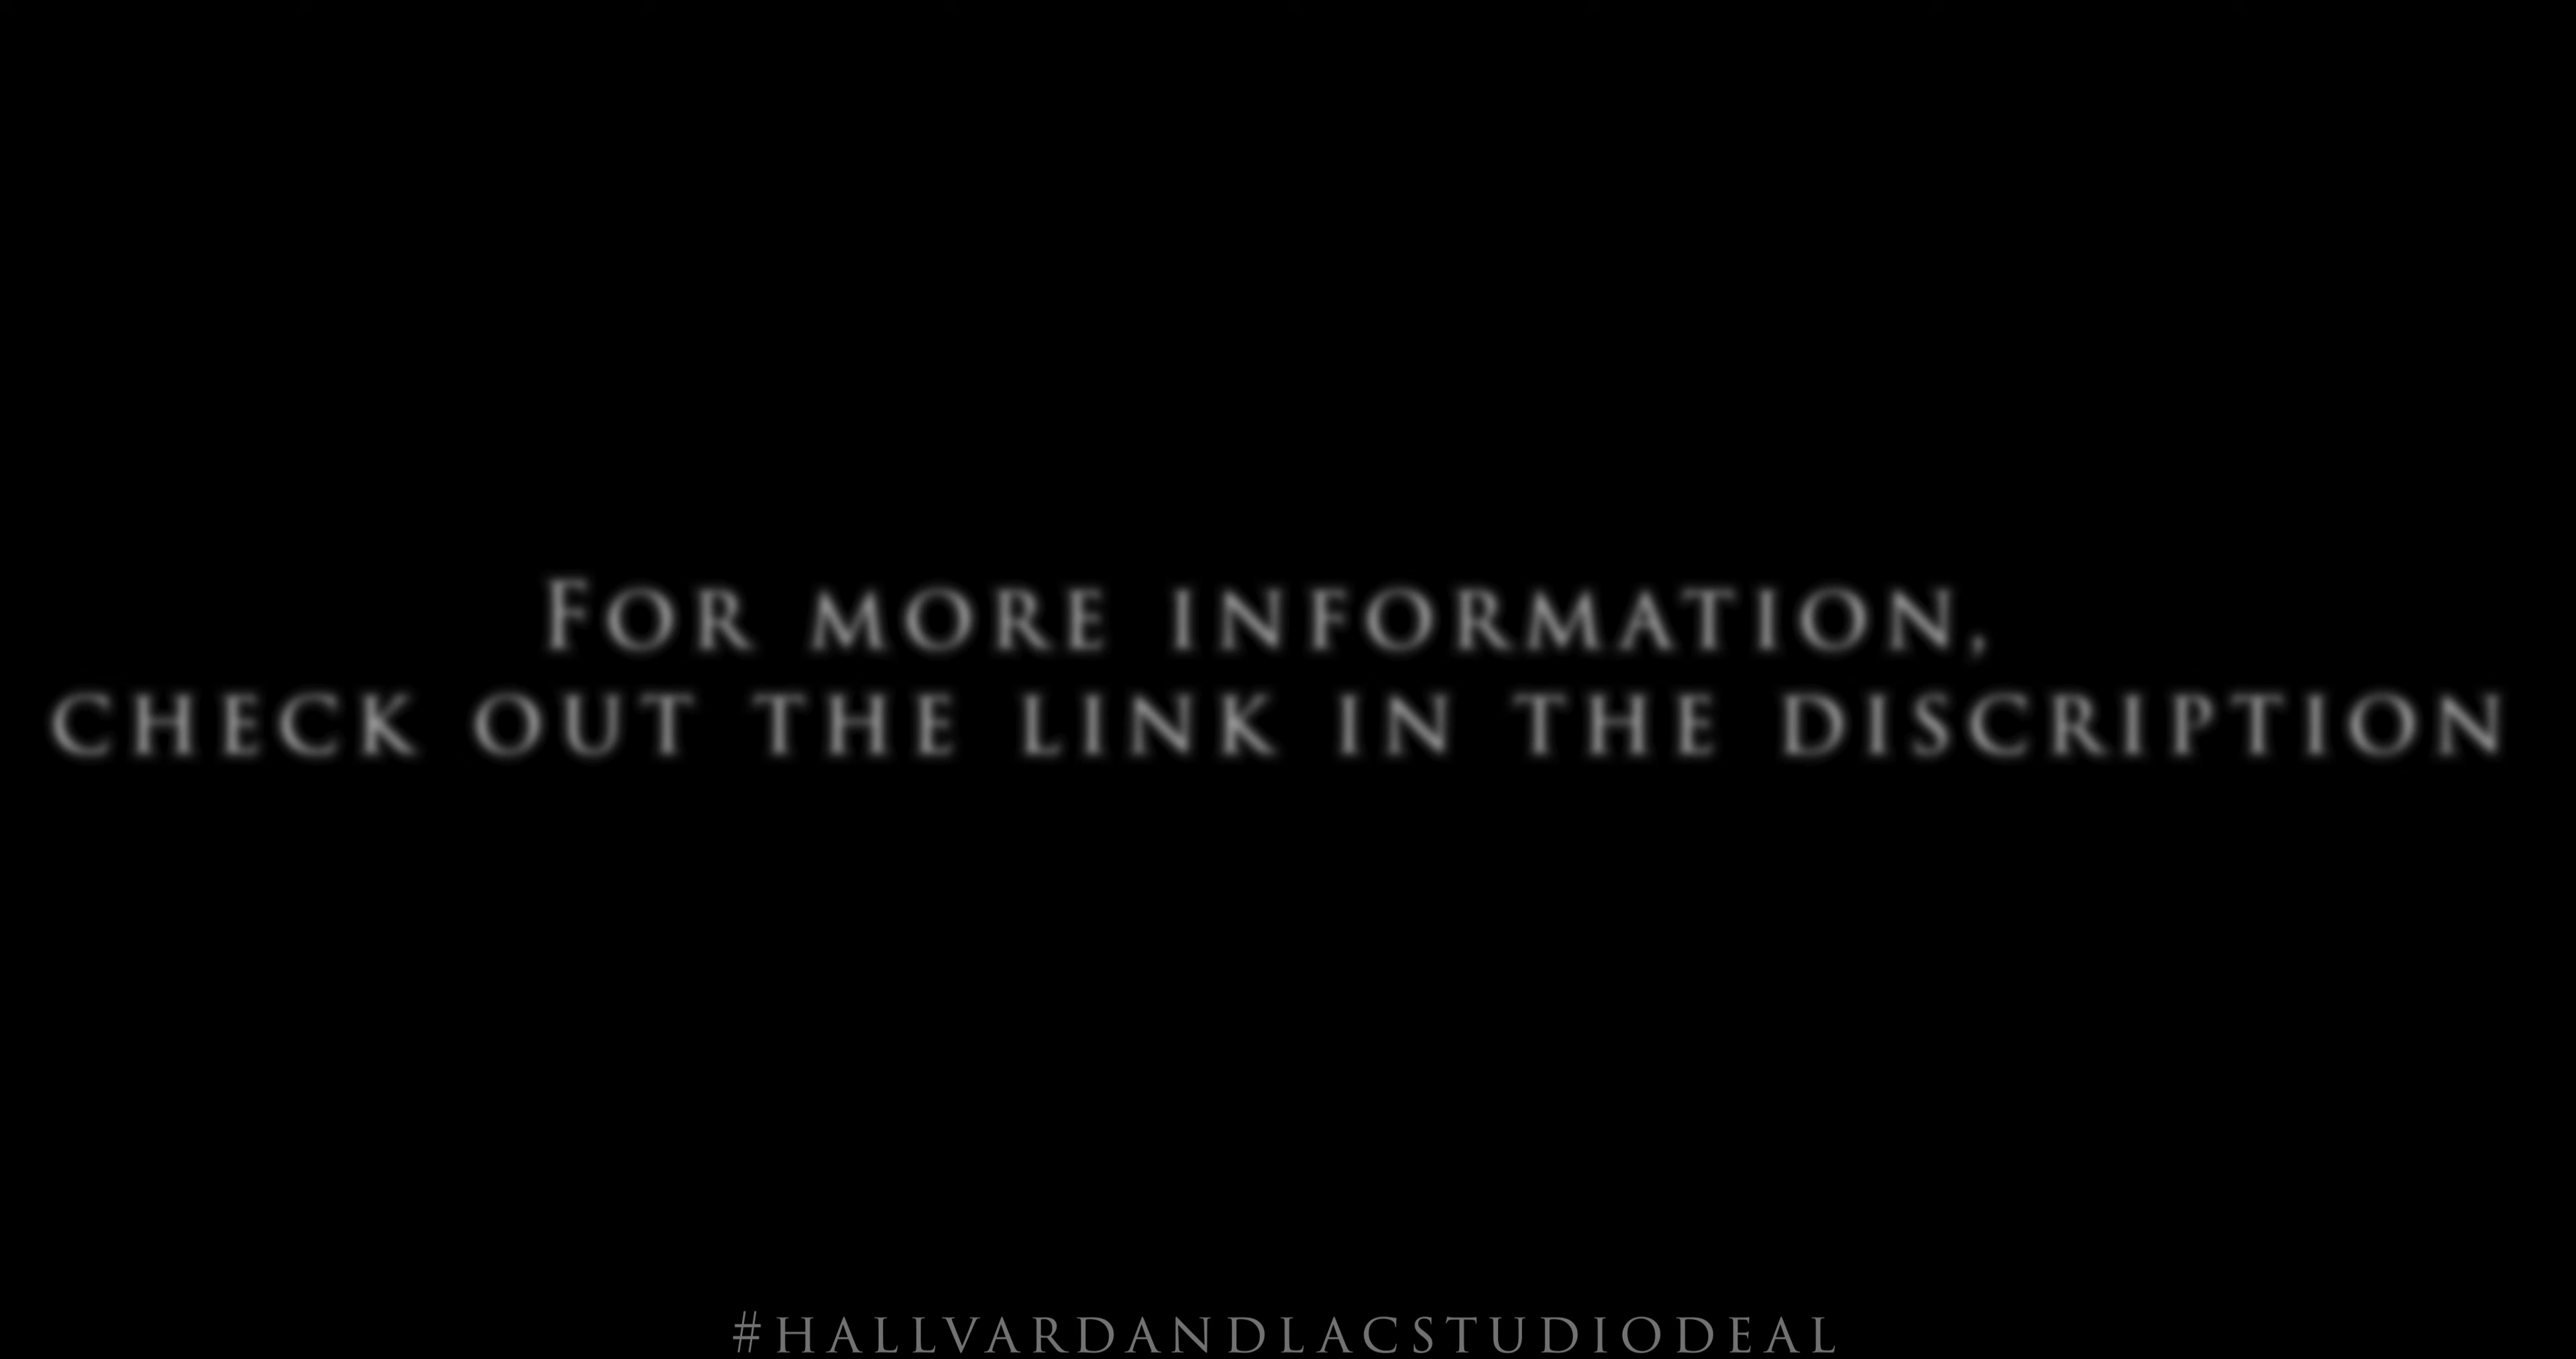 For more information,
check out the link in the discription
#hallvardandlacstudiodeal